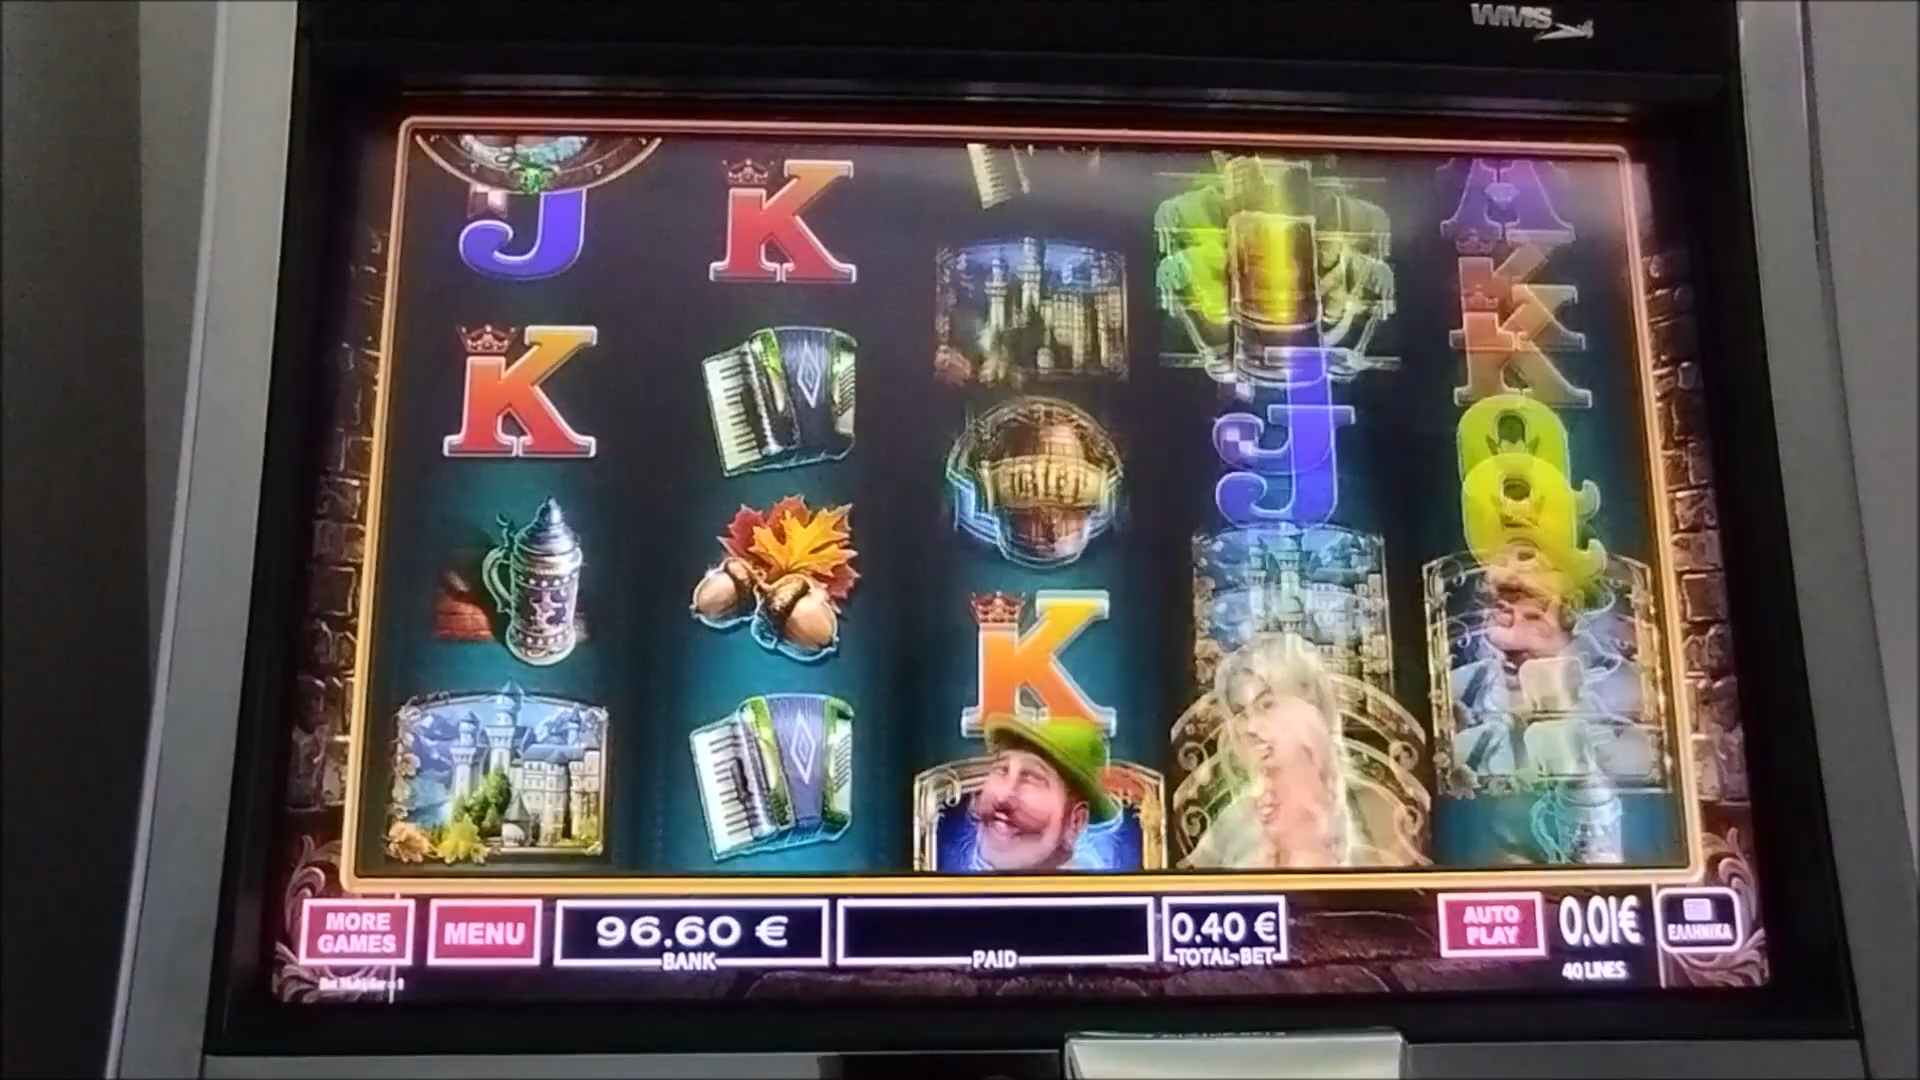 WMS
J
K
A
K
K
K
BIER
J
J
Q
Q
K
MORE
GAMES
MENU
96.60 €
BANK
PAID
0.40 €
TOTAL BET
AUTO
PLAY
0.01€
40 LINES
ΕΛΛΗΝΙΚΑ